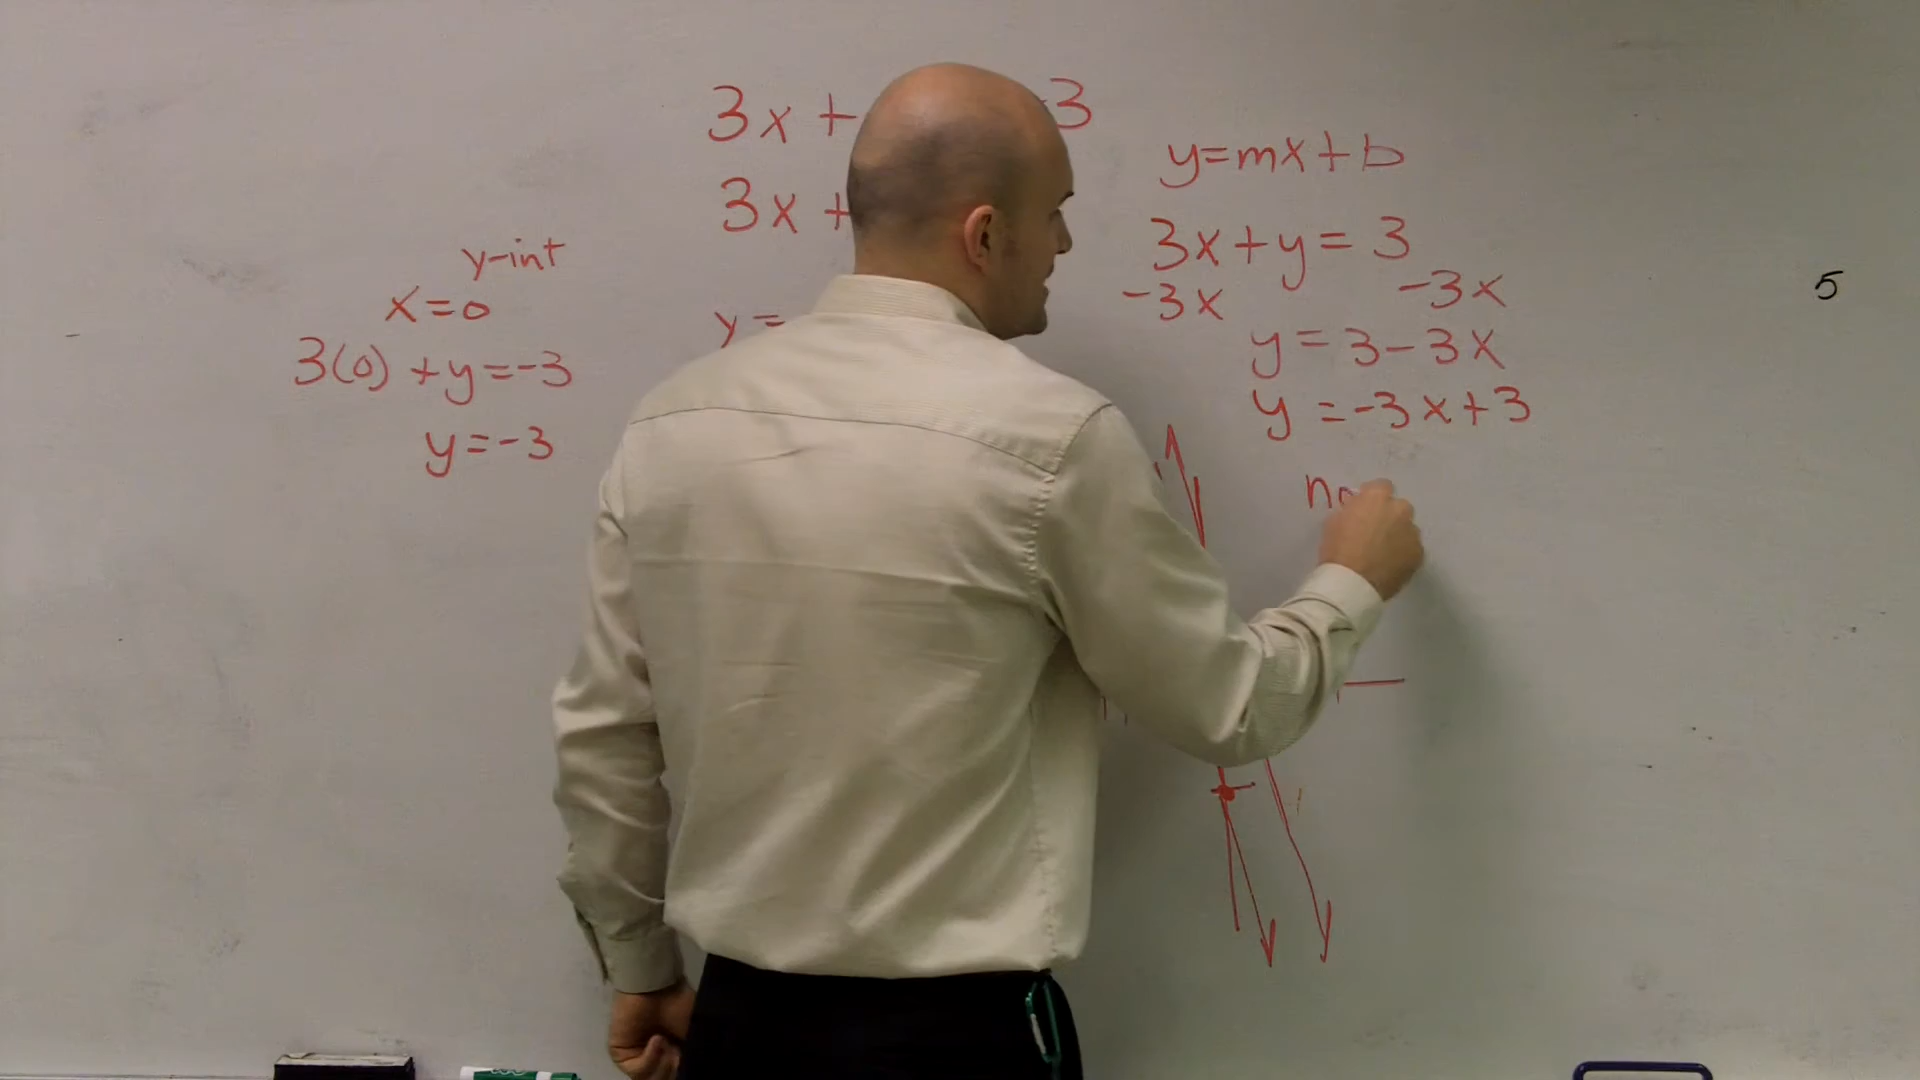 3x + -3
3x +
y =
y-int
x = 0
3(0) + y = -3
y = -3
y = mx + b
3x + y = 3
-3x -3x
y = 3 - 3x
y = -3x + 3
no
5